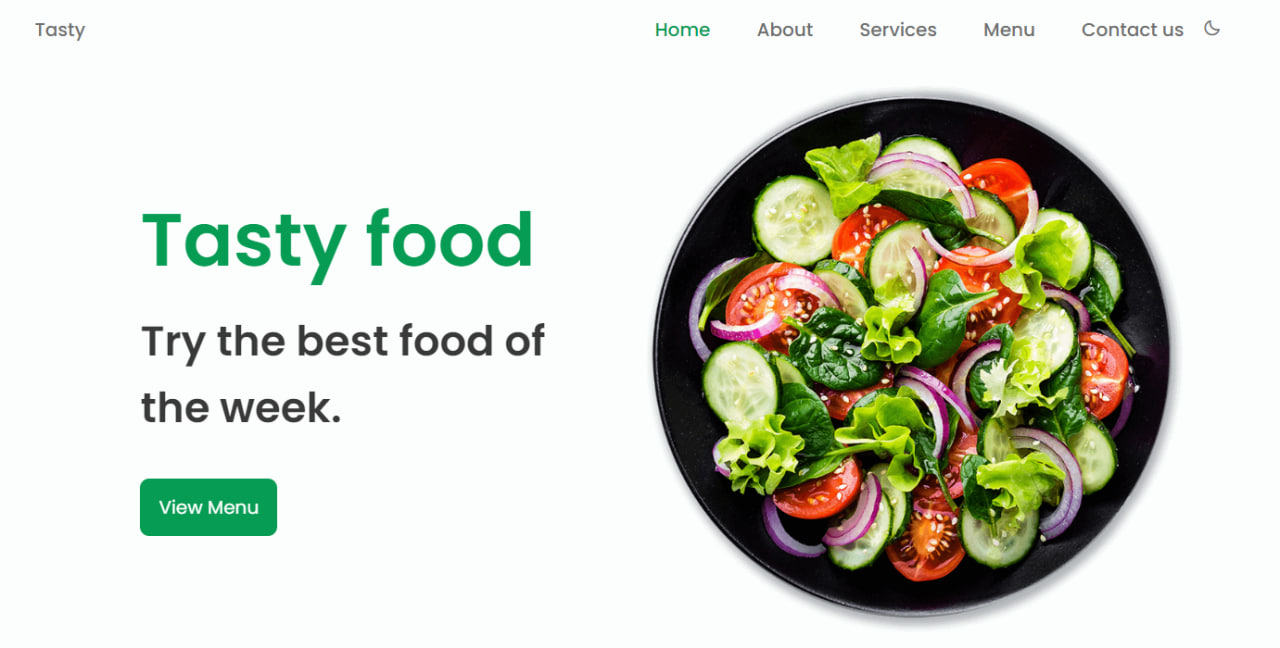 Tasty
Home About Services Menu Contact us
Tasty food
Try the best food of
the week.
View Menu